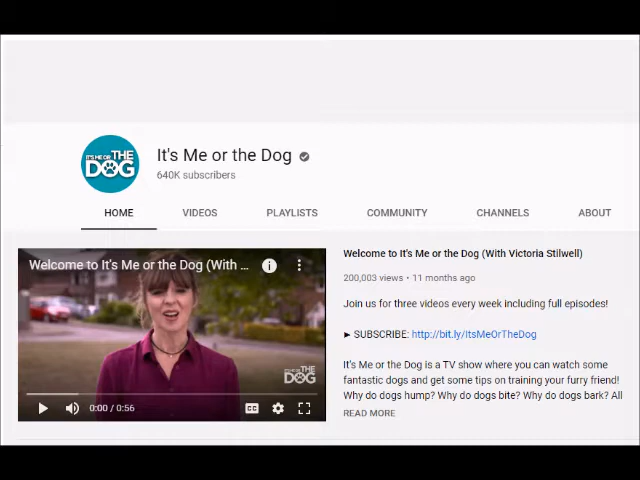 IT'S ME OR THE
DOG
It's Me or the Dog
640K subscribers
HOME VIDEOS PLAYLISTS COMMUNITY CHANNELS ABOUT
Welcome to It's Me or the Dog (With ...
IT'S ME OR THE
DOG
0:00 / 0:56
CC
Welcome to It's Me or the Dog (With Victoria Stilwell)
200,003 views • 11 months ago
Join us for three videos every week including full episodes!
► SUBSCRIBE: http://bit.ly/ItsMeOrTheDog
It's Me or the Dog is a TV show where you can watch some
fantastic dogs and get some tips on training your furry friend!
Why do dogs hump? Why do dogs bite? Why do dogs bark? All
READ MORE